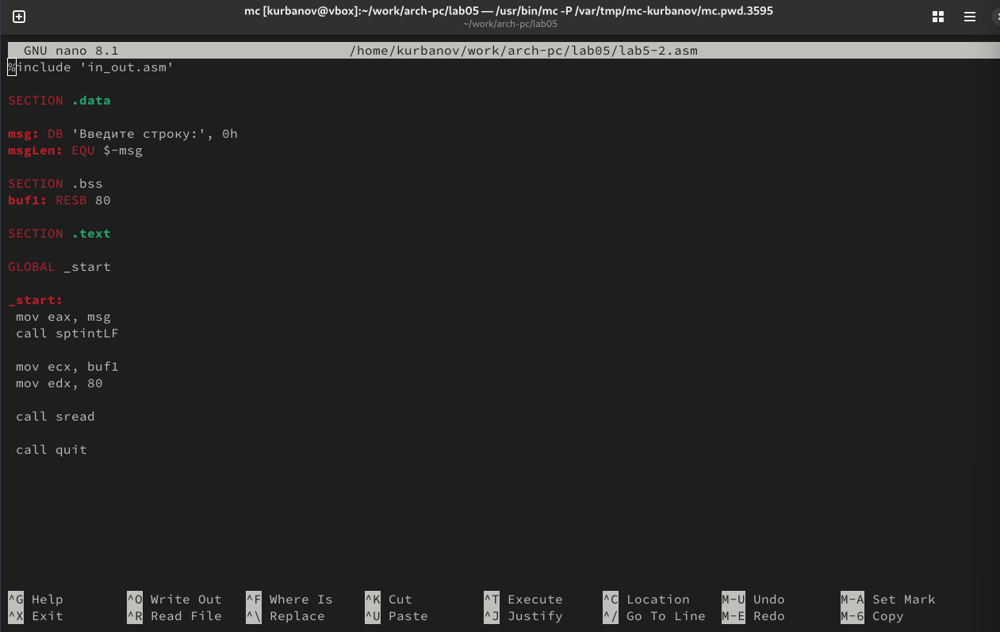 mc [kurbanov@vbox]:~/work/arch-pc/lab05 — /usr/bin/mc -P /var/tmp/mc-kurbanov/mc.pwd.3595
~/work/arch-pc/lab05
GNU nano 8.1 /home/kurbanov/work/arch-pc/lab05/lab5-2.asm
%include 'in_out.asm'
SECTION .data
msg: DB 'Введите строку:', 0h
msgLen: EQU $-msg
SECTION .bss
buf1: RESB 80
SECTION .text
GLOBAL _start
_start:
mov eax, msg
call sptintLF
mov ecx, buf1
mov edx, 80
call sread
call quit
^G Help ^O Write Out ^F Where Is ^K Cut ^T Execute ^C Location M-U Undo M-A Set Mark
^X Exit ^R Read File ^\ Replace ^U Paste ^J Justify ^/ Go To Line M-E Redo M-6 Copy